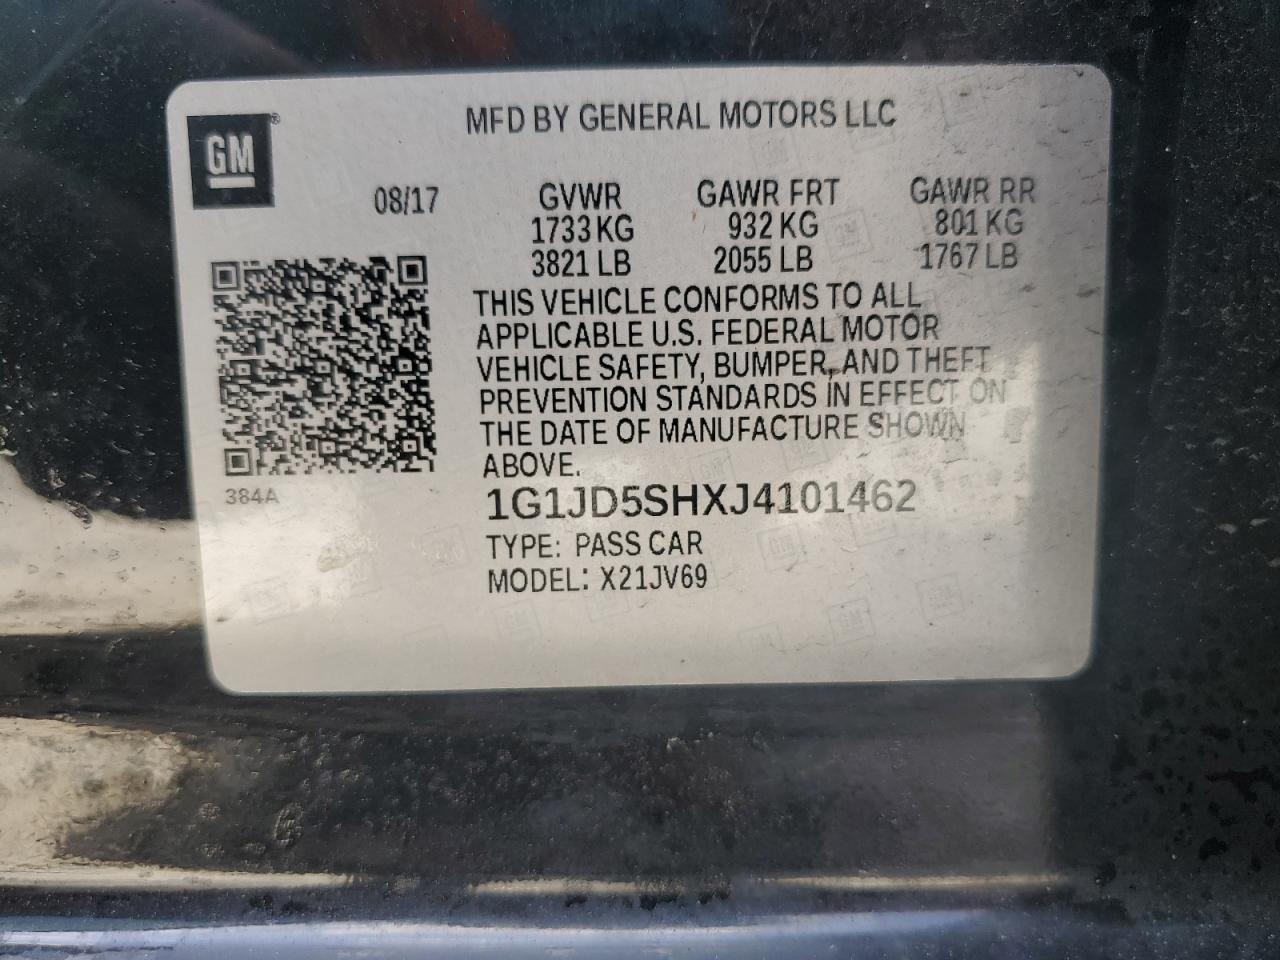 MFD BY GENERAL MOTORS LLC
GM®
08/17
GVWR
1733 KG
3821 LB
GAWR FRT
932 KG
2055 LB
GAWR RR
801 KG
1767 LB
THIS VEHICLE CONFORMS TO ALL
APPLICABLE U.S. FEDERAL MOTOR
VEHICLE SAFETY, BUMPER, AND THEFT
PREVENTION STANDARDS IN EFFECT ON
THE DATE OF MANUFACTURE SHOWN
ABOVE.
384A
1G1JD5SHXJ4101462
TYPE: PASS CAR
MODEL: X21JV69